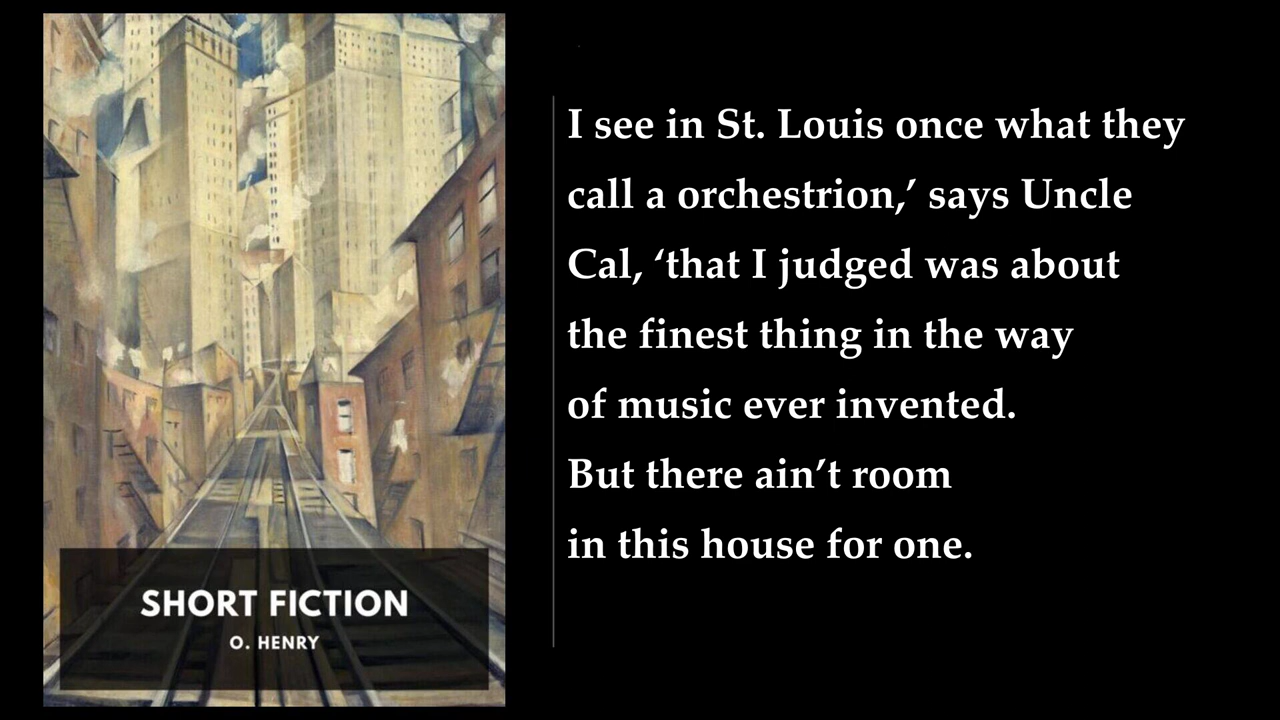 SHORT FICTION
O. HENRY
I see in St. Louis once what they
call a orchestrion,’ says Uncle
Cal, ‘that I judged was about
the finest thing in the way
of music ever invented.
But there ain’t room
in this house for one.